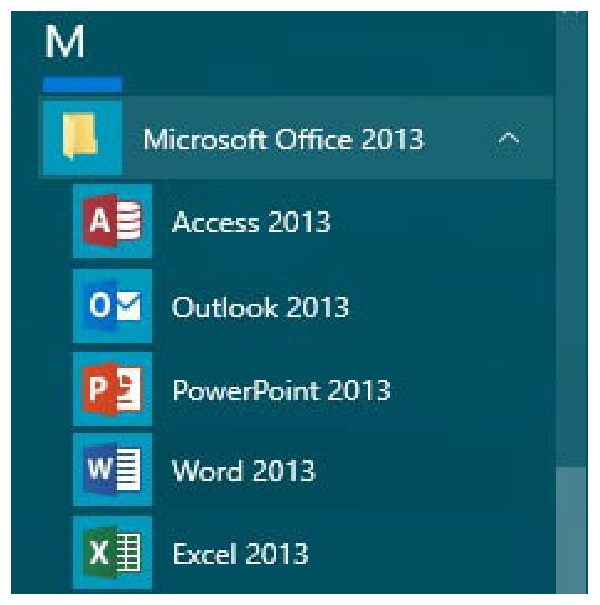 M
Microsoft Office 2013
A Access 2013
O Outlook 2013
P PowerPoint 2013
W Word 2013
X Excel 2013